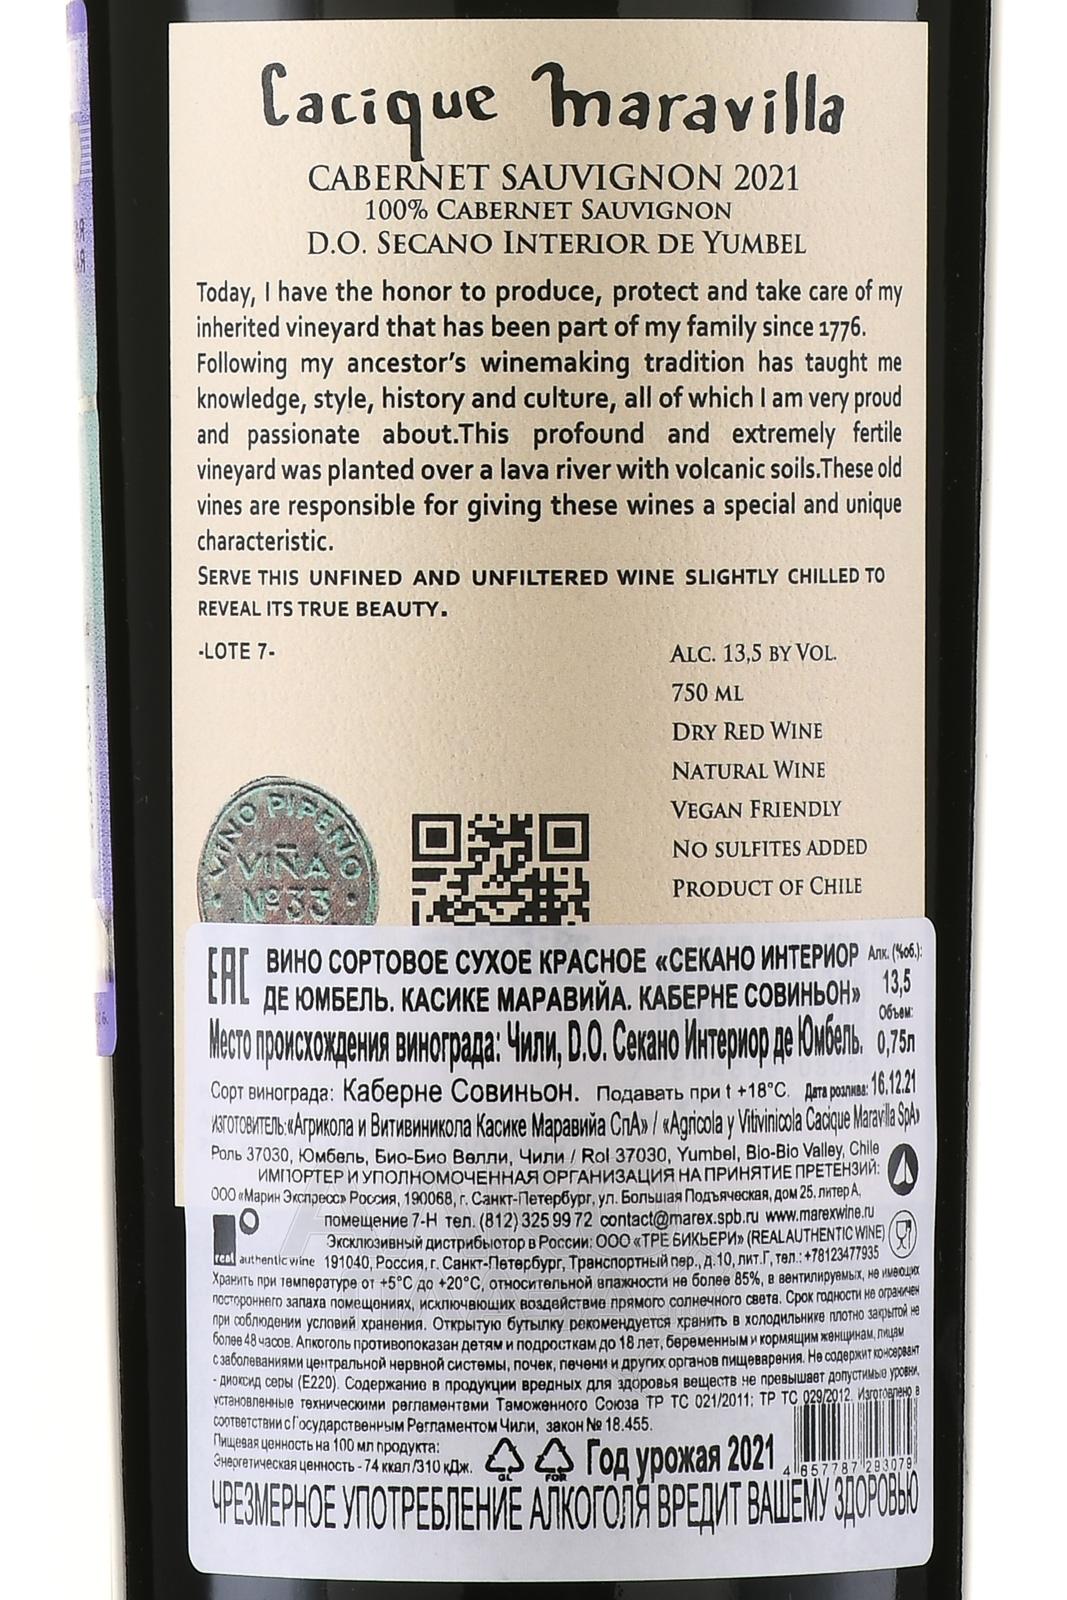 Cacique Maravilla
CABERNET SAUVIGNON 2021
100% CABERNET SAUVIGNON
D.O. SECANO INTERIOR DE YUMBEL
Today, I have the honor to produce, protect and take care of my
inherited vineyard that has been part of my family since 1776.
Following my ancestor's winemaking tradition has taught me
knowledge, style, history and culture, all of which I am very proud
and passionate about.This profound and extremely fertile
vineyard was planted over a lava river with volcanic soils.These old
vines are responsible for giving these wines a special and unique
characteristic.
SERVE THIS UNFINED AND UNFILTERED WINE SLIGHTLY CHILLED TO
REVEAL ITS TRUE BEAUTY.
-LOTE 7-
ALC. 13,5 BY VOL.
750 ML
DRY RED WINE
NATURAL WINE
VEGAN FRIENDLY
NO SULFITES ADDED
PRODUCT OF CHILE
VINO PIPEÑO
VIÑA
Nº 33
EAC ВИНО СОРТОВОЕ СУХОЕ КРАСНОЕ «СЕКАНО ИНТЕРИОР
ДЕ ЮМБЕЛЬ. КАСИКЕ МАРАВИЙА. КАБЕРНЕ СОВИНЬОН»
Алк. (%об.):
13,5
Объем:
0,75л
Место происхождения винограда: Чили, D.O. Секано Интериор де Юмбель.
Сорт винограда: Каберне Совиньон. Подавать при t +18°C. Дата розлива: 16.12.21
ИЗГОТОВИТЕЛЬ:«Агрикола и Витивиникола Касике Маравийа СпА» / «Agricola y Vitivinicola Cacique Maravilla SpA»
Роль 37030, Юмбель, Био-Био Велли, Чили / Rol 37030, Yumbel, Bio-Bio Valley, Chile
ИМПОРТЕР И УПОЛНОМОЧЕННАЯ ОРГАНИЗАЦИЯ НА ПРИНЯТИЕ ПРЕТЕНЗИЙ:
ООО «Марин Экспресс» Россия, 190068, г. Санкт-Петербург, ул. Большая Подъяческая, дом 25, литер А,
помещение 7-Н тел. (812) 325 99 72 contact@marex.spb.ru www.marexwine.ru
Эксклюзивный дистрибьютор в России: ООО «ТРЕ БИКЬЕРИ» (REAL AUTHENTIC WINE)
real authentic wine 191040, Россия, г. Санкт-Петербург, Транспортный пер., д.10, лит.Г, тел.: +78123477935
Хранить при температуре от +5°C до +20°C, относительной влажности не более 85%, в вентилируемых, не имеющих
постороннего запаха помещениях, исключающих воздействие прямого солнечного света. Срок годности не ограничен
при соблюдении условий хранения. Открытую бутылку рекомендуется хранить в холодильнике плотно закрытой не
более 48 часов. Алкоголь противопоказан детям и подросткам до 18 лет, беременным и кормящим женщинам, лицам
с заболеваниями центральной нервной системы, почек, печени и других органов пищеварения. Не содержит консервант
- диоксид серы (E220). Содержание в продукции вредных для здоровья веществ не превышает допустимые уровни,
установленные техническими регламентами Таможенного Союза ТР ТС 021/2011; ТР ТС 029/2012. Изготовлено в
соответствии с Государственным Регламентом Чили, закон № 18.455.
Пищевая ценность на 100 мл продукта:
Энергетическая ценность - 74 ккал/310 кДж.
GL
FOR
Год урожая 2021
4 657787 293079
ЧРЕЗМЕРНОЕ УПОТРЕБЛЕНИЕ АЛКОГОЛЯ ВРЕДИТ ВАШЕМУ ЗДОРОВЬЮ